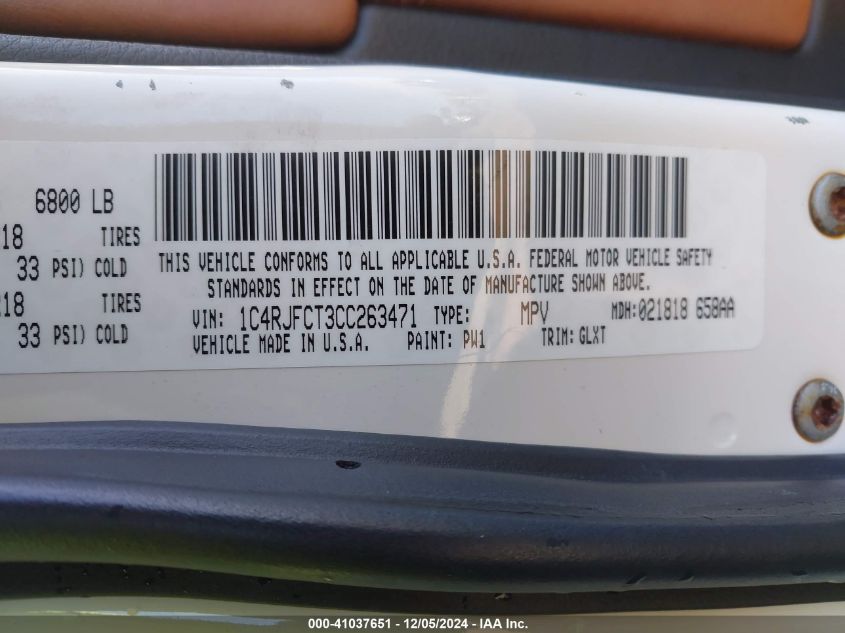 6800 LB
18 TIRES
33 PSI) COLD
18 TIRES
33 PSI) COLD
THIS VEHICLE CONFORMS TO ALL APPLICABLE U.S.A. FEDERAL MOTOR VEHICLE SAFETY
STANDARDS IN EFFECT ON THE DATE OF MANUFACTURE SHOWN ABOVE.
VIN: 1C4RJFCT3CC263471 TYPE: MPV MDH:021818 658AA
VEHICLE MADE IN U.S.A. PAINT: PW1 TRIM: GLXT
000-41037651 - 12/05/2024 - IAA Inc.